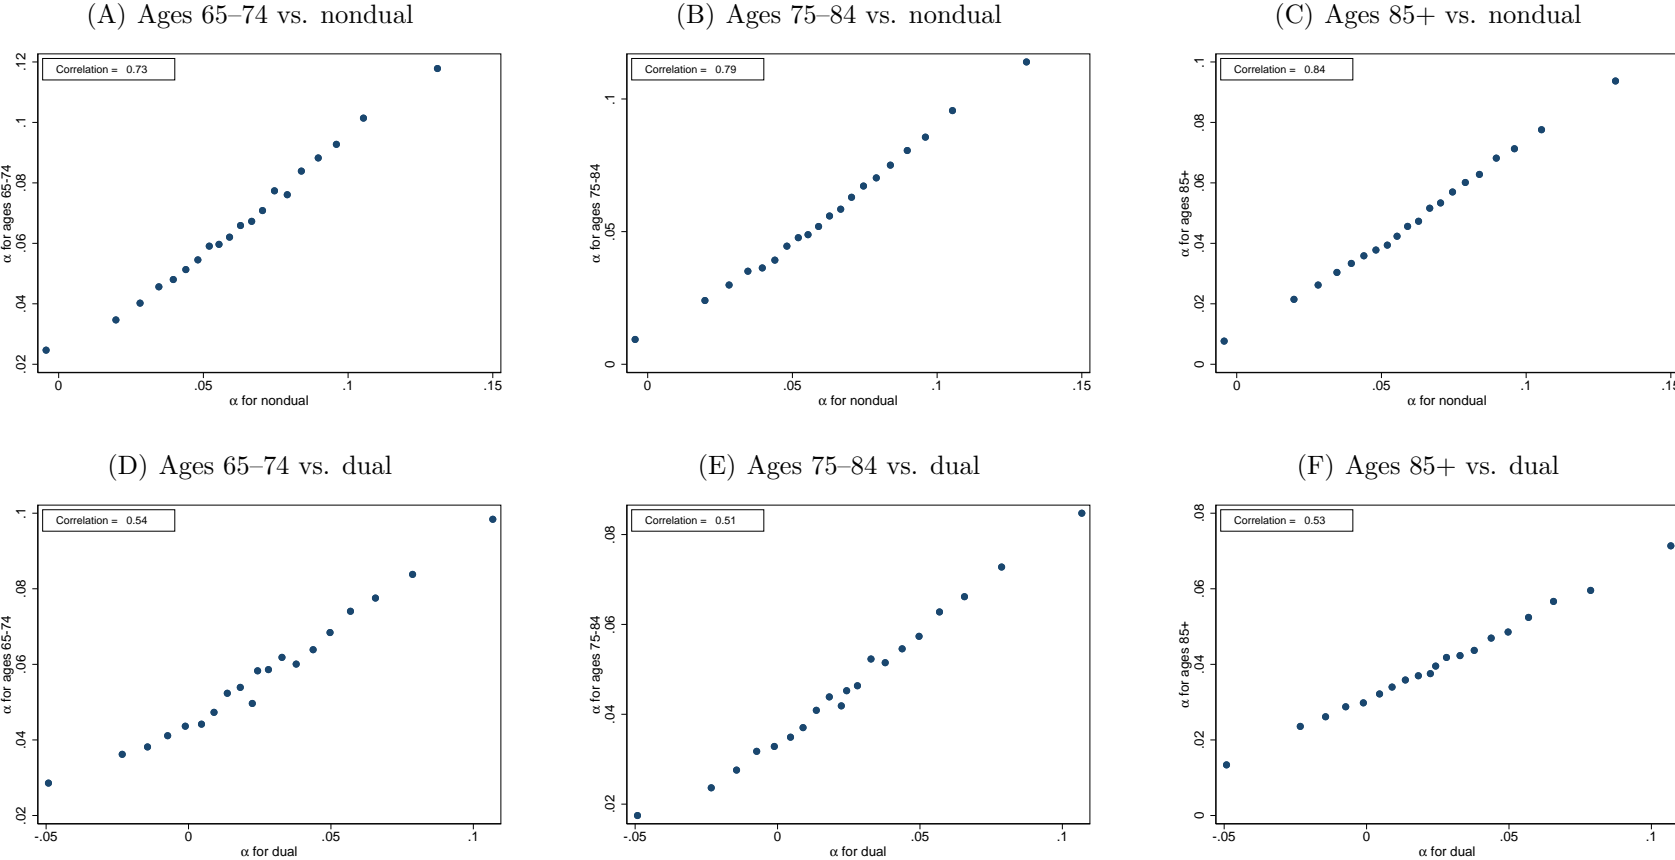 (A) Ages 65–74 vs. nondual
Correlation = 0.73
α for ages 65-74
.12
.1
.08
.06
.04
.02
0
.05
.1
.15
α for nondual
(B) Ages 75–84 vs. nondual
Correlation = 0.79
α for ages 75-84
.1
.05
0
0
.05
.1
.15
α for nondual
(C) Ages 85+ vs. nondual
Correlation = 0.84
α for ages 85+
.1
.08
.06
.04
.02
0
0
.05
.1
.15
α for nondual
(D) Ages 65–74 vs. dual
Correlation = 0.54
α for ages 65-74
.1
.08
.06
.04
.02
-.05
0
.05
.1
α for dual
(E) Ages 75–84 vs. dual
Correlation = 0.51
α for ages 75-84
.08
.06
.04
.02
-.05
0
.05
.1
α for dual
(F) Ages 85+ vs. dual
Correlation = 0.53
α for ages 85+
.08
.06
.04
.02
0
-.05
0
.05
.1
α for dual